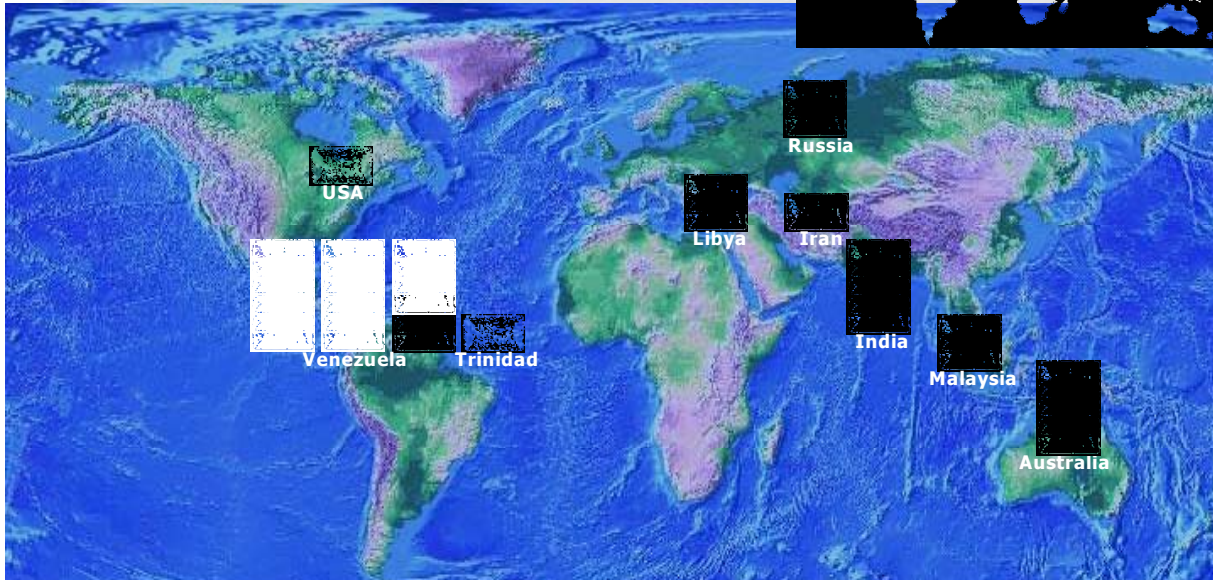 Russia
USA
Libya
Iran
India
Venezuela
Trinidad
Malaysia
Australia